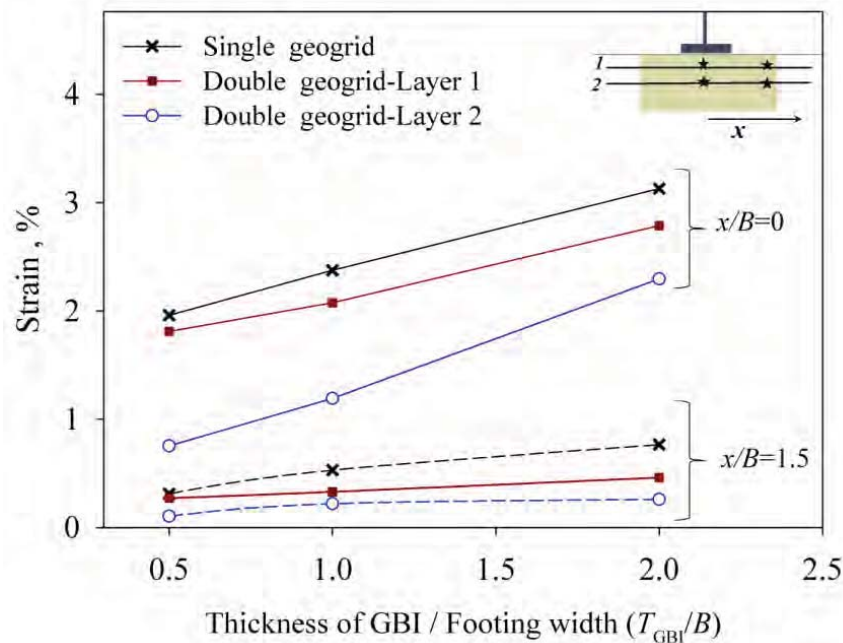 Single geogrid
Double geogrid-Layer 1
Double geogrid-Layer 2
1
2
x
4
3
2
1
0
Strain , %
x/B=0
x/B=1.5
0.5 1.0 1.5 2.0 2.5
Thickness of GBI / Footing width (T_GBI/B)